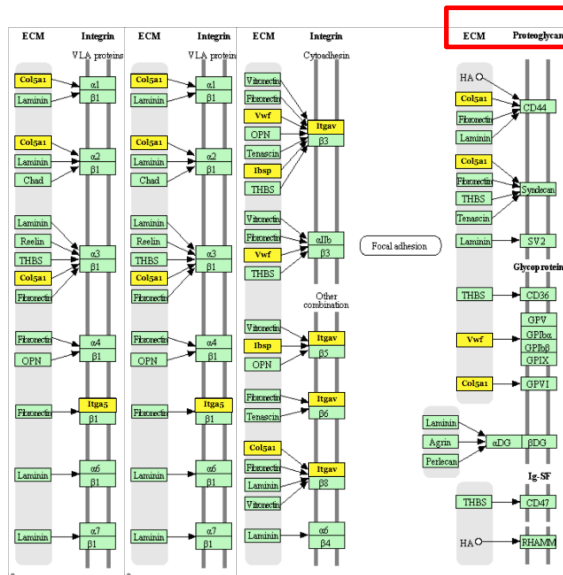 ECM Integrin
VLA proteins
Col5a1
Laminin
α1
β1
Col5a1
Laminin
Chad
α2
β1
Laminin
Reelin
THBS
Col5a1
Fibronectin
α3
β1
Fibronectin
OPN
α4
β1
Fibronectin
Itga5
β1
Laminin
α6
β1
Laminin
α7
β1
ECM Integrin
VLA proteins
Col5a1
Laminin
α1
β1
Col5a1
Laminin
Chad
α2
β1
Laminin
Reelin
THBS
Col5a1
Fibronectin
α3
β1
Fibronectin
OPN
α4
β1
Fibronectin
Itga5
β1
Laminin
α6
β1
Laminin
α7
β1
ECM Integrin
Cytoadhesin
Vitronectin
Fibronectin
Vwf
OPN
Tenascin
Ibsp
THBS
Itgav
β3
Vitronectin
Fibronectin
Vwf
THBS
αIIb
β3
Other
combination
Vitronectin
Ibsp
OPN
Itgav
β5
Fibronectin
Tenascin
Itgav
β6
Col5a1
Fibronectin
Laminin
Vitronectin
Itgav
β8
Laminin
α6
β4
Focal adhesion
ECM Proteoglycan
HA
Col5a1
Fibronectin
Laminin
CD44
Col5a1
Fibronectin
THBS
Tenascin
Syndecan
Laminin
SV2
Glycoprotein
THBS
CD36
Vwf
GPV
GPIbα
GPIbβ
GPIX
Col5a1
GPVI
Laminin
Agrin
Perlecan
αDG
βDG
Ig-SF
THBS
CD47
HA
RHAMM